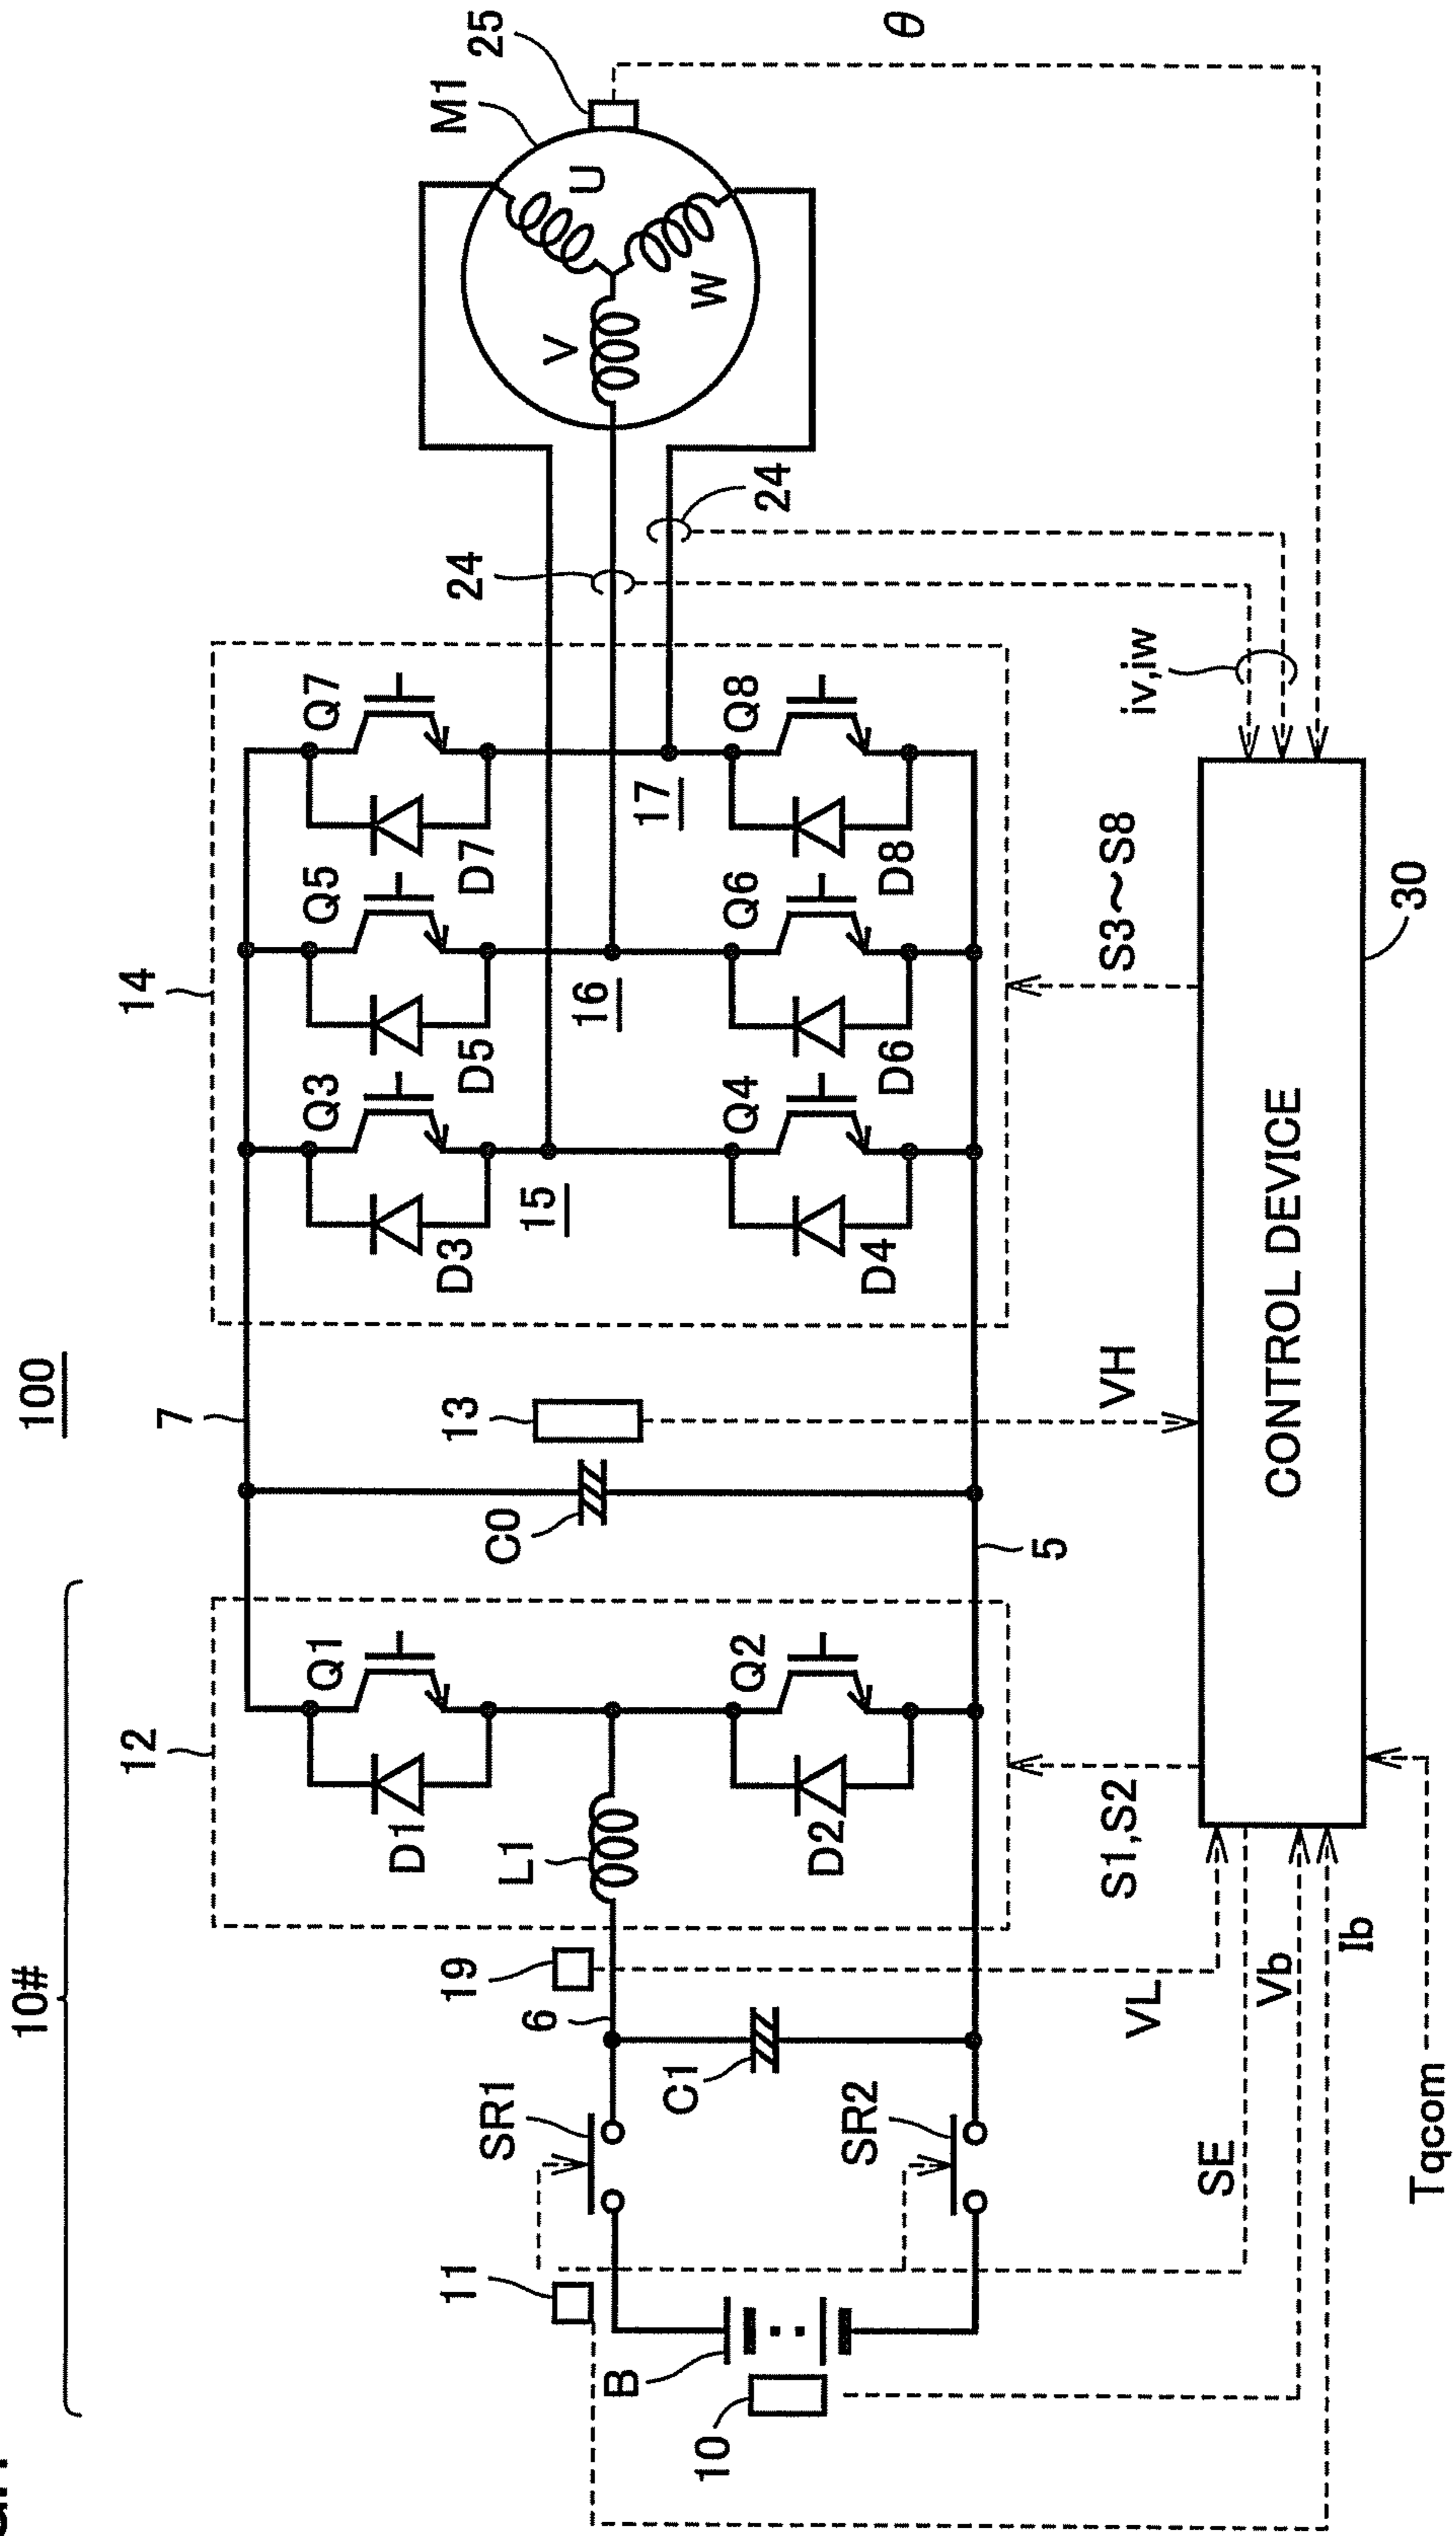 100
10#
12
14
7
Q1
D1
L1
Q2
D2
C0
13
Q3
D3
Q5
D5
Q7
D7
15
16
17
Q4
D4
Q6
D6
Q8
D8
24
24
M1
U
V
W
25
θ
11
B
10
SR1
SR2
6
19
C1
5
SE
VL
Vb
Ib
S1,S2
VH
S3~S8
iv,iw
CONTROL DEVICE
30
Tqcom